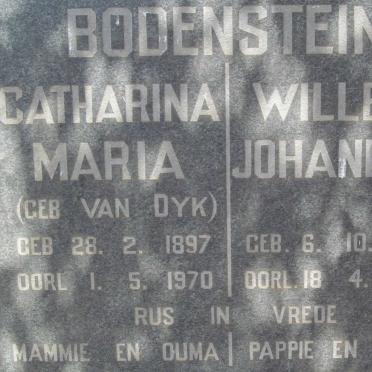 BODENSTEIN
CATHARINA WILLE
MARIA JOHAN
(GEB VAN DYK)
GEB 28. 2. 1897 GEB. 6. 10.
OORL 1. 5. 1970 OORL. 18 4.
RUS IN VREDE
MAMMIE EN OUMA PAPPIE EN